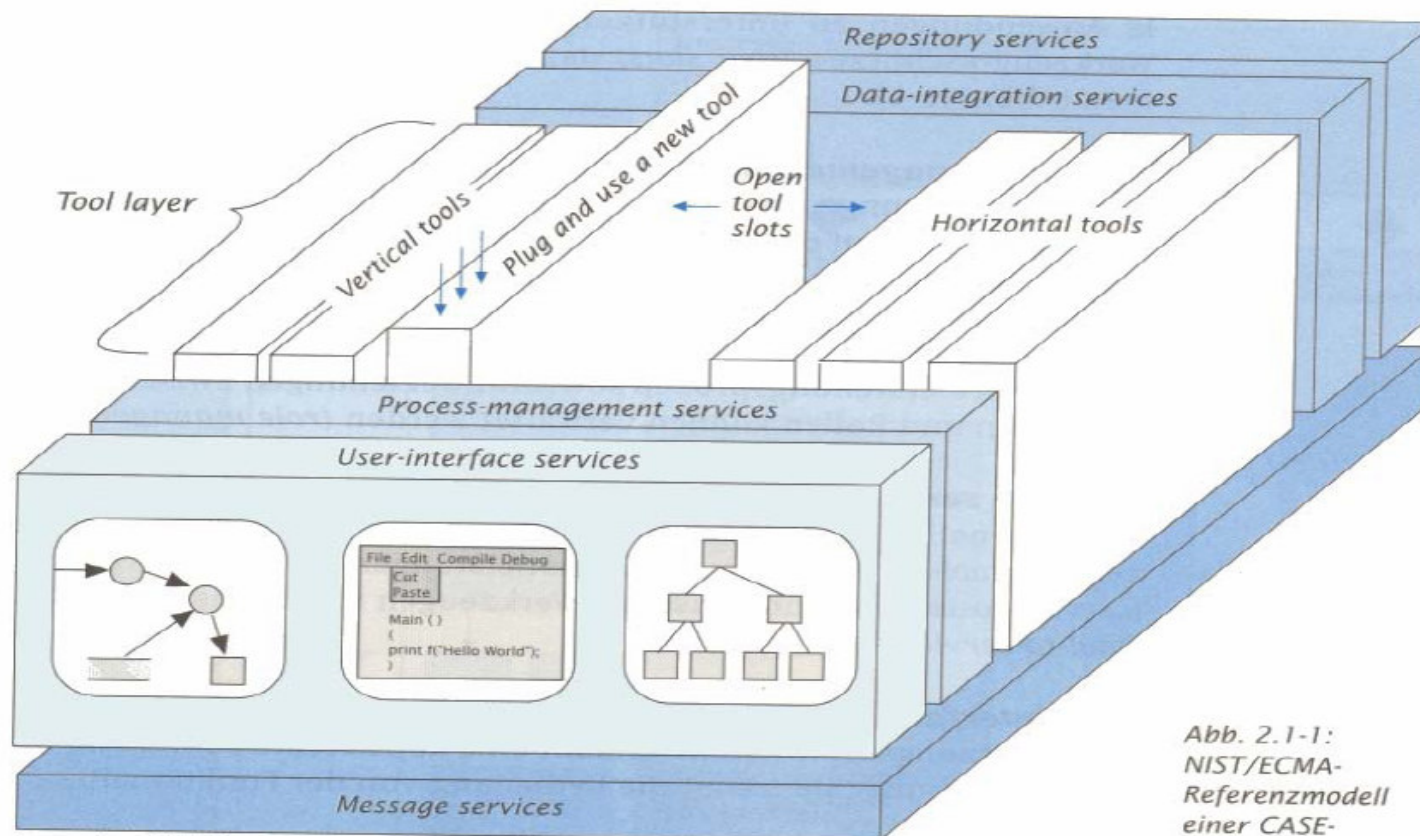 Repository services
Data-integration services
Tool layer
Vertical tools
Plug and use a new tool
Open
tool
slots
Horizontal tools
Process-management services
User-interface services
File Edit Compile Debug
Cut
Paste
Main ( )
{
print f("Hello World");
}
Message services
Abb. 2.1-1:
NIST/ECMA-
Referenzmodell
einer CASE-